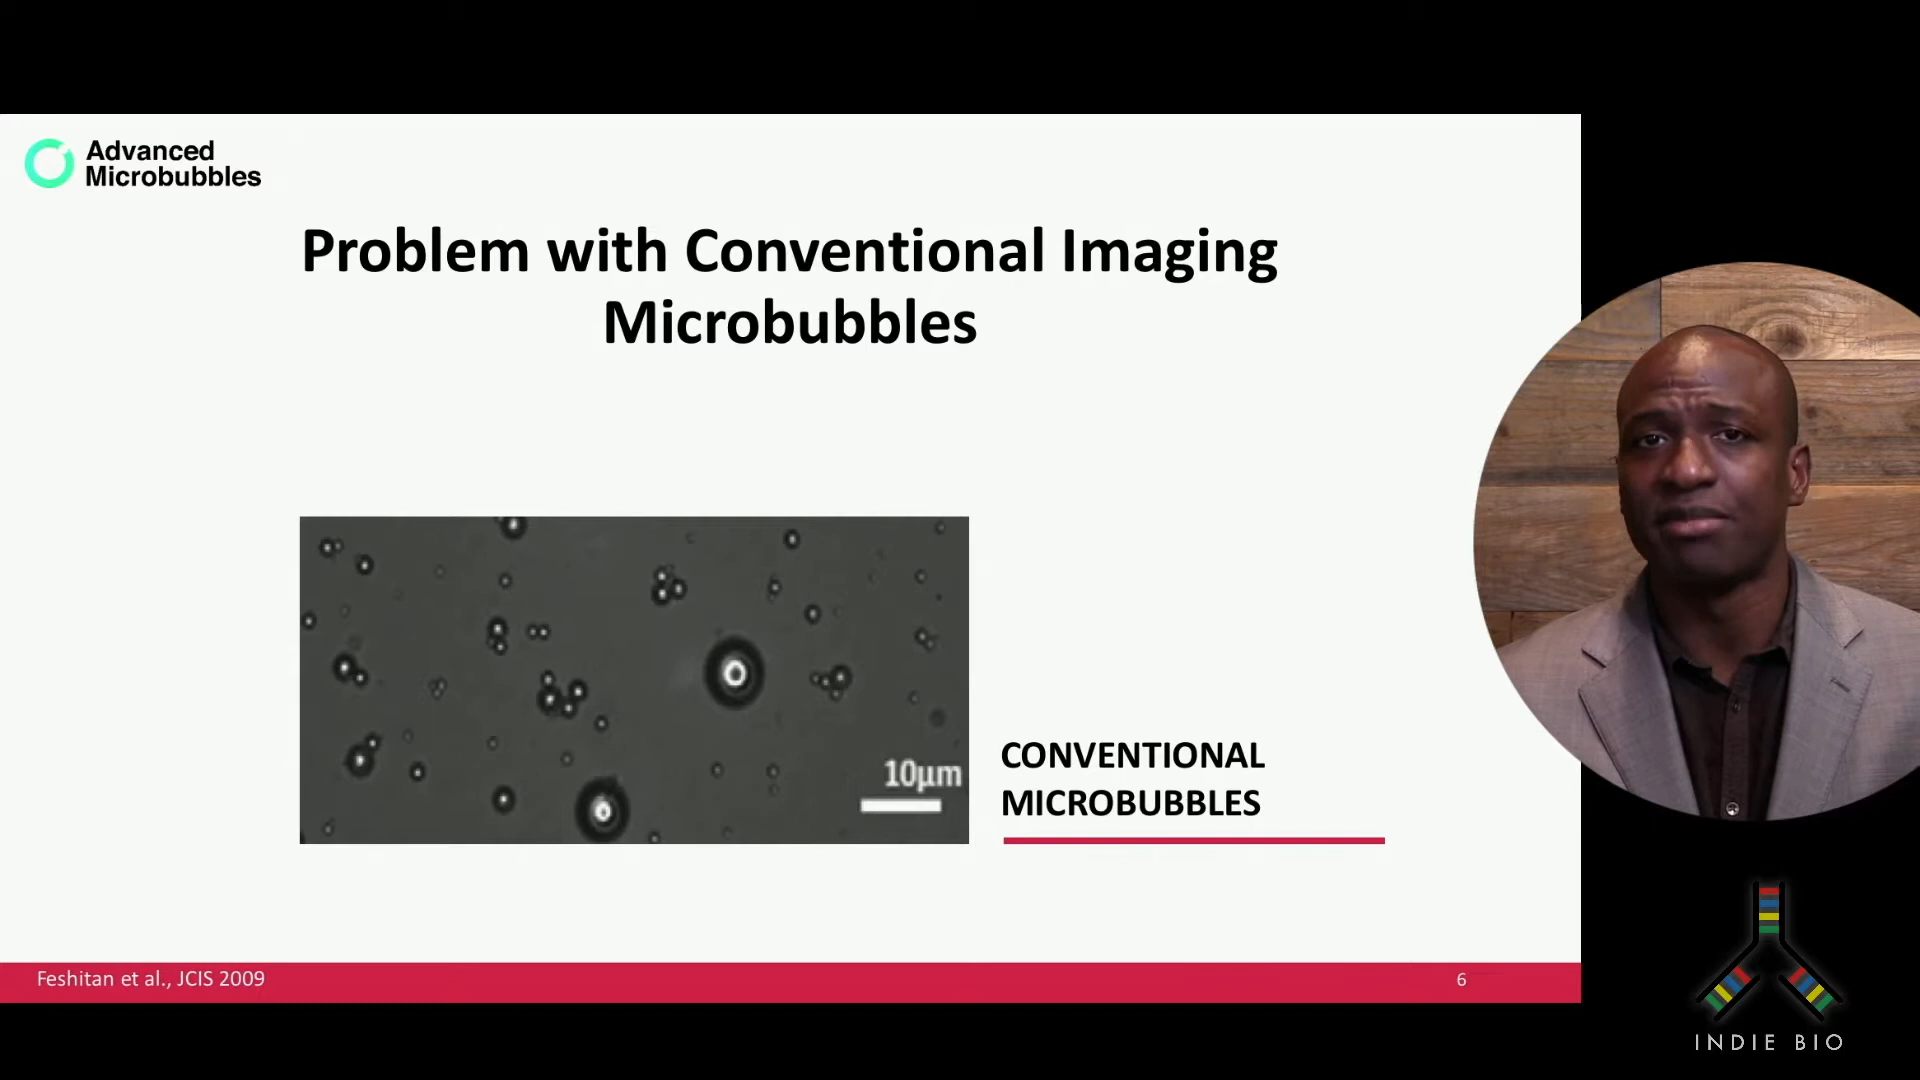 Advanced
Microbubbles
Problem with Conventional Imaging
Microbubbles
10µm
CONVENTIONAL
MICROBUBBLES
Feshitan et al., JCIS 2009
6
INDIE BIO